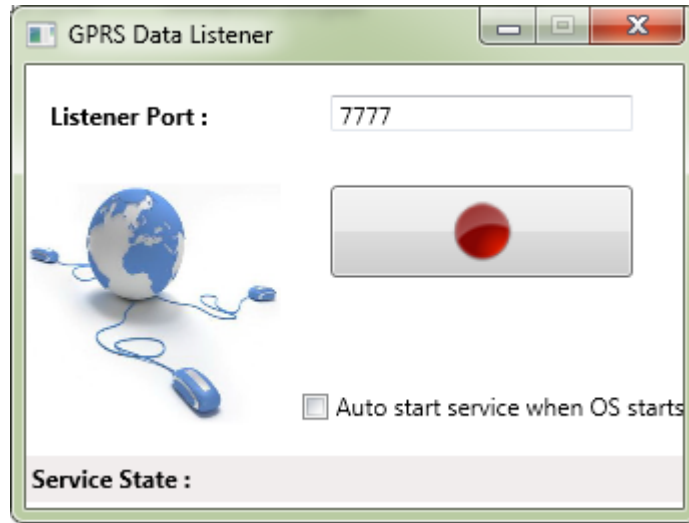 GPRS Data Listener
Listener Port :
7777
Auto start service when OS starts
Service State :